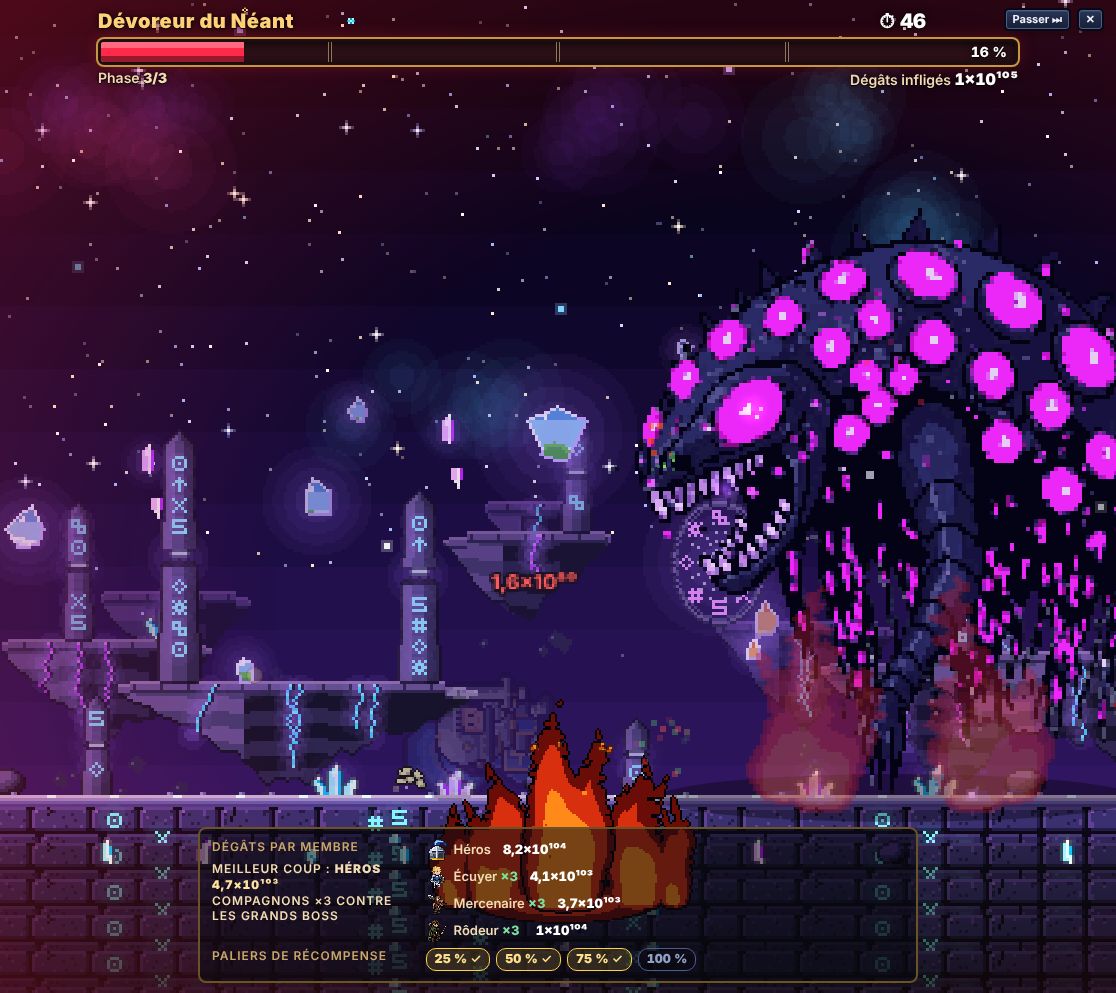 Dévoreur du Néant
⏱ 46
Passer ⏭ ✕
16 %
Phase 3/3
Dégâts infligés 1×10¹⁰⁵
DÉGÂTS PAR MEMBRE
MEILLEUR COUP : HÉROS
4,7×10¹⁰³
COMPAGNONS ×3 CONTRE
LES GRANDS BOSS
Héros 8,2×10¹⁰⁴
Écuyer ×3 4,1×10¹⁰³
Mercenaire ×3 3,7×10¹⁰³
Rôdeur ×3 1×10¹⁰⁴
PALIERS DE RÉCOMPENSE
25 % ✓ 50 % ✓ 75 % ✓ 100 %